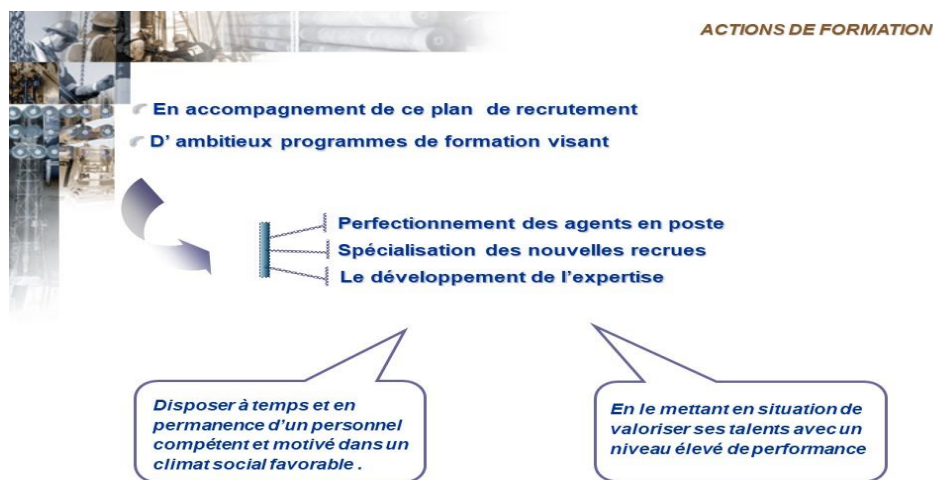 ACTIONS DE FORMATION
En accompagnement de ce plan de recrutement
D' ambitieux programmes de formation visant
Perfectionnement des agents en poste
Spécialisation des nouvelles recrues
Le développement de l'expertise
Disposer à temps et en
permanence d'un personnel
compétent et motivé dans un
climat social favorable .
En le mettant en situation de
valoriser ses talents avec un
niveau élevé de performance